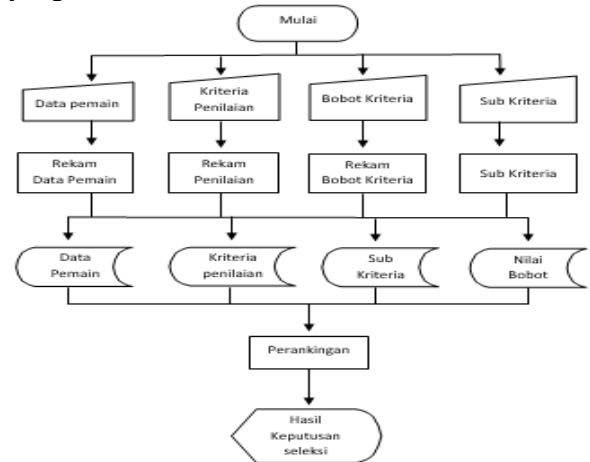 Mulai
Data pemain
Kriteria
Penilaian
Bobot Kriteria
Sub Kriteria
Rekam
Data Pemain
Rekam
Penilaian
Rekam
Bobot Kriteria
Sub Kriteria
Data
Pemain
Kriteria
penilaian
Sub
Kriteria
Nilai
Bobot
Perankingan
Hasil
Keputusan
seleksi